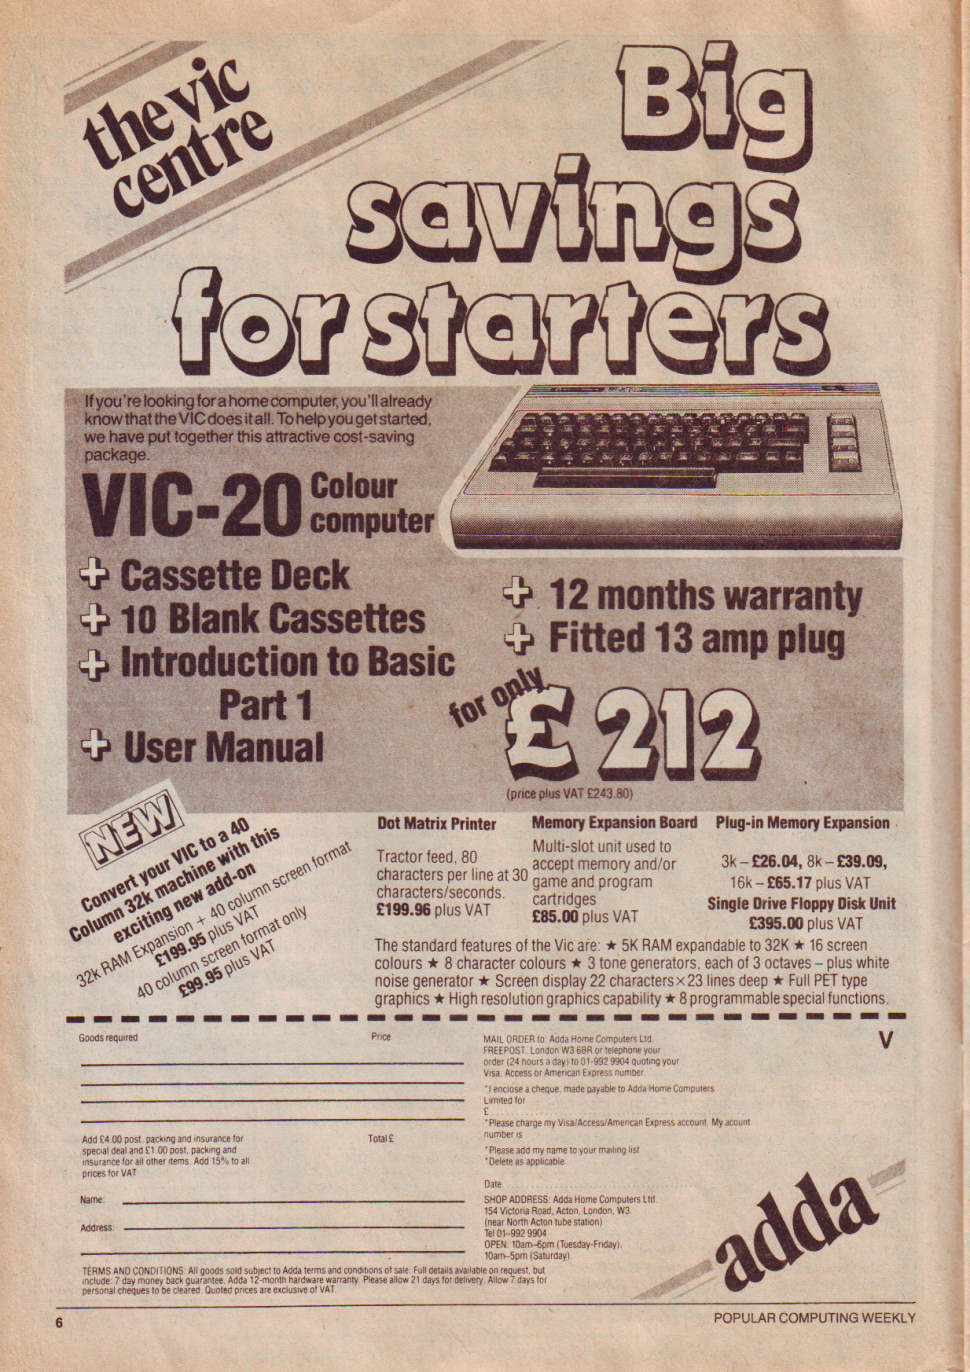 the vic
centre
Big
savings
for starters
If you're looking for a home computer, you'll already
know that the VIC does it all. To help you get started,
we have put together this attractive cost-saving
package.
VIC-20 Colour
computer
+ Cassette Deck
+ 10 Blank Cassettes
+ Introduction to Basic
Part 1
+ User Manual
+ 12 months warranty
+ Fitted 13 amp plug
for only
£212
(price plus VAT £243.80)
NEW
Convert your VIC to a 40
Column 32k machine with this
exciting new add-on
32k RAM Expansion + 40 column screen format
£199.95 plus VAT
40 column screen format only
£99.95 plus VAT
Dot Matrix Printer
Tractor feed, 80
characters per line at 30
characters/seconds.
£199.96 plus VAT
Memory Expansion Board
Multi-slot unit used to
accept memory and/or
game and program
cartridges
£85.00 plus VAT
Plug-in Memory Expansion
3k – £26.04, 8k – £39.09,
16k – £65.17 plus VAT
Single Drive Floppy Disk Unit
£395.00 plus VAT
The standard features of the Vic are: ★ 5K RAM expandable to 32K ★ 16 screen
colours ★ 8 character colours ★ 3 tone generators, each of 3 octaves – plus white
noise generator ★ Screen display 22 characters × 23 lines deep ★ Full PET type
graphics ★ High resolution graphics capability ★ 8 programmable special functions.
Goods required Price
Add £4.00 post, packing and insurance for
special deal and £1.00 post, packing and
insurance for all other items. Add 15% to all
prices for VAT
Total £
Name:
Address:
V
MAIL ORDER to: Adda Home Computers Ltd.
FREEPOST, London W3 6BR or telephone your
order (24 hours a day) to 01-992 9904 quoting your
Visa, Access or American Express number.
*I enclose a cheque, made payable to Adda Home Computers
Limited for
£
*Please charge my Visa/Access/American Express account. My acount
number is
*Please add my name to your mailing list
*Delete as applicable
Date
SHOP ADDRESS: Adda Home Computers Ltd.
154 Victoria Road, Acton, London, W3.
(near North Acton tube station)
Tel 01–992 9904
OPEN: 10am–6pm (Tuesday-Friday),
10am–5pm (Saturday).
adda
TERMS AND CONDITIONS: All goods sold subject to Adda terms and conditions of sale. Full details available on request, but
include: 7 day money back guarantee. Adda 12-month hardware warranty. Please allow 21 days for delivery. Allow 7 days for
personal cheques to be cleared. Quoted prices are exclusive of VAT.
6
POPULAR COMPUTING WEEKLY